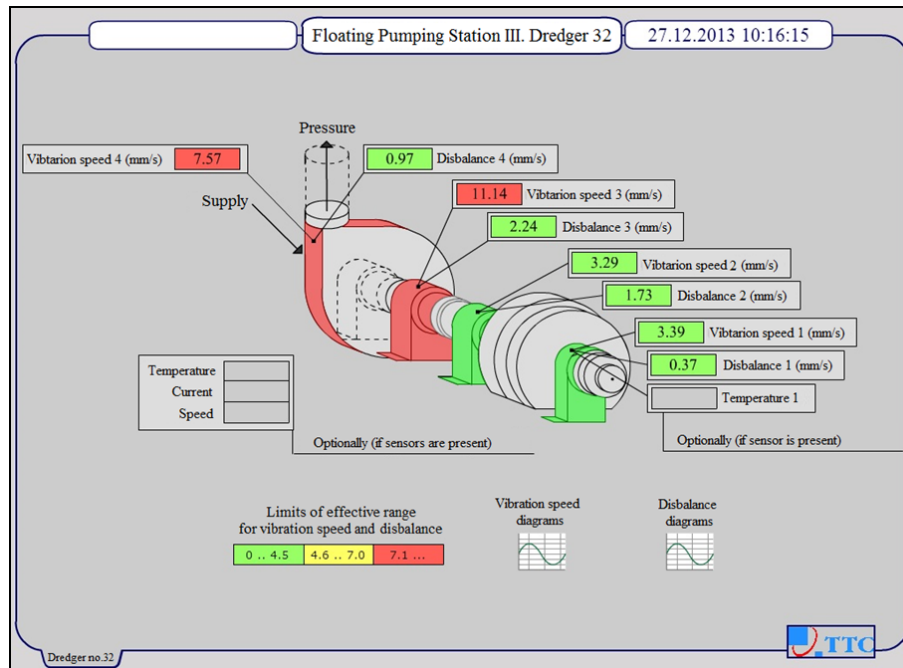 Floating Pumping Station III. Dredger 32
27.12.2013 10:16:15
Pressure
Vibtarion speed 4 (mm/s) 7.57
0.97 Disbalance 4 (mm/s)
11.14 Vibtarion speed 3 (mm/s)
Supply
2.24 Disbalance 3 (mm/s)
3.29 Vibtarion speed 2 (mm/s)
1.73 Disbalance 2 (mm/s)
3.39 Vibtarion speed 1 (mm/s)
0.37 Disbalance 1 (mm/s)
Temperature 1
Temperature
Current
Speed
Optionally (if sensors are present)
Optionally (if sensor is present)
Limits of effective range
for vibration speed and disbalance
0 .. 4.5 4.6 .. 7.0 7.1 ...
Vibration speed
diagrams
Disbalance
diagrams
Dredger no.32
TTC